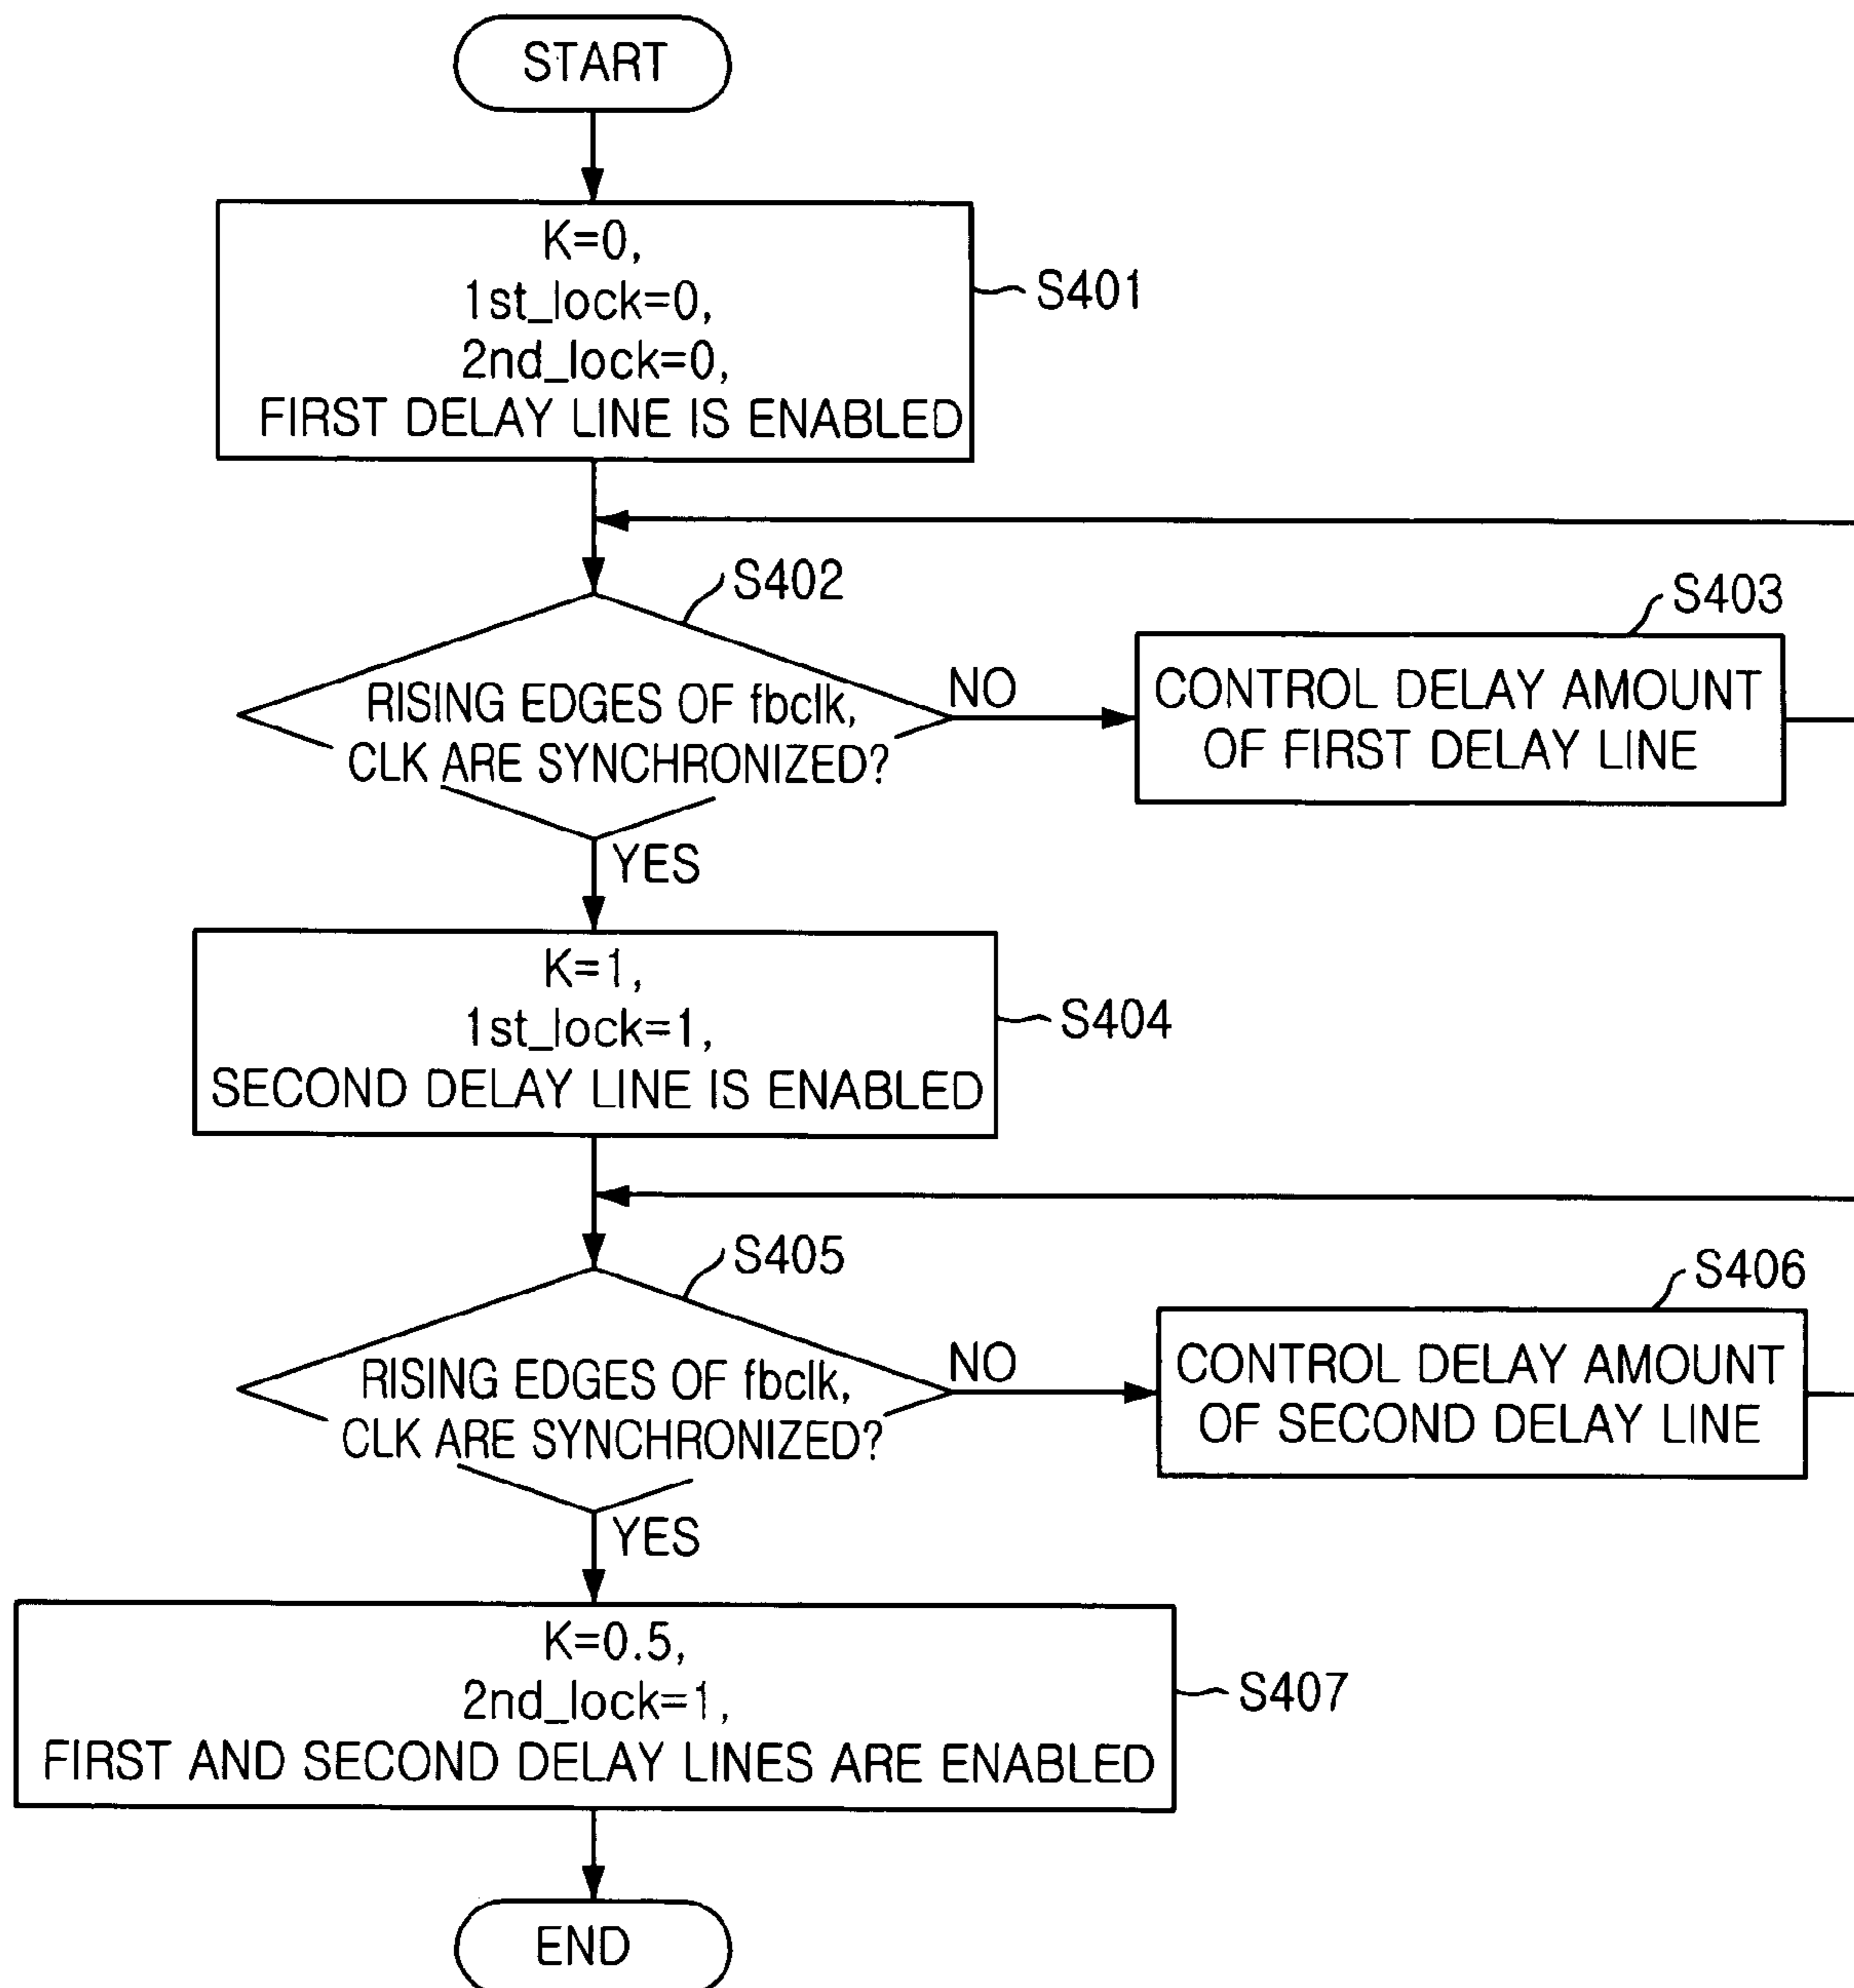 START
K=0,
1st_lock=0,
2nd_lock=0,
FIRST DELAY LINE IS ENABLED
S401
S402
RISING EDGES OF fbclk,
CLK ARE SYNCHRONIZED?
NO
S403
CONTROL DELAY AMOUNT
OF FIRST DELAY LINE
YES
K=1,
1st_lock=1,
SECOND DELAY LINE IS ENABLED
S404
S405
RISING EDGES OF fbclk,
CLK ARE SYNCHRONIZED?
NO
S406
CONTROL DELAY AMOUNT
OF SECOND DELAY LINE
YES
K=0.5,
2nd_lock=1,
FIRST AND SECOND DELAY LINES ARE ENABLED
S407
END